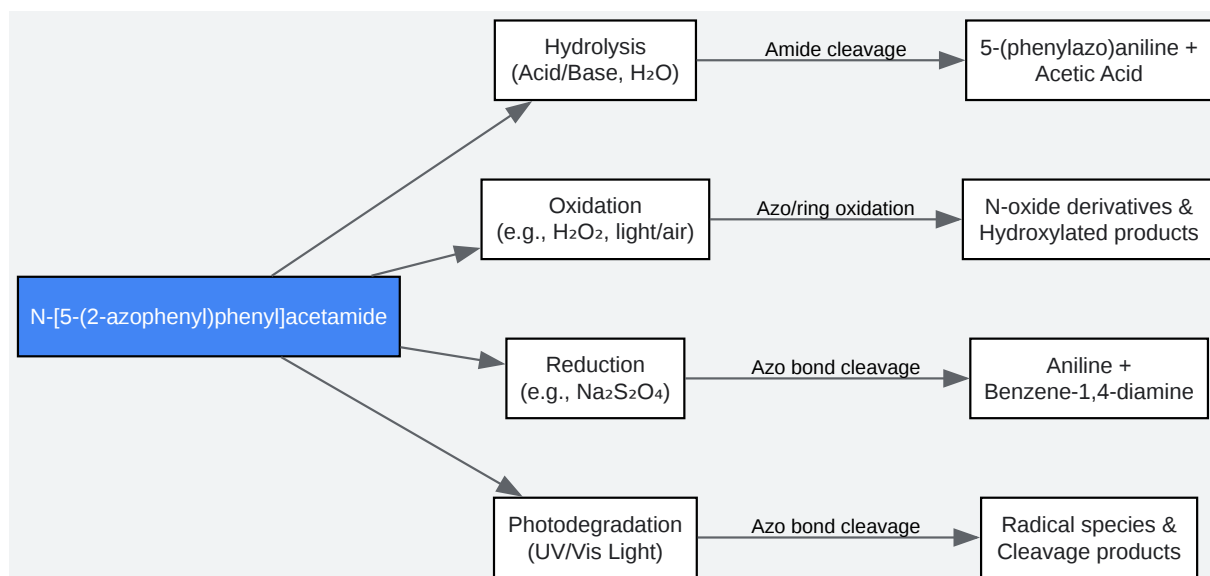 Hydrolysis
(Acid/Base, H₂O)
Amide cleavage
5-(phenylazo)aniline +
Acetic Acid
Oxidation
(e.g., H₂O₂, light/air)
Azo/ring oxidation
N-oxide derivatives &
Hydroxylated products
N-[5-(2-azophenyl)phenyl]acetamide
Reduction
(e.g., Na₂S₂O₄)
Azo bond cleavage
Aniline +
Benzene-1,4-diamine
Photodegradation
(UV/Vis Light)
Azo bond cleavage
Radical species &
Cleavage products